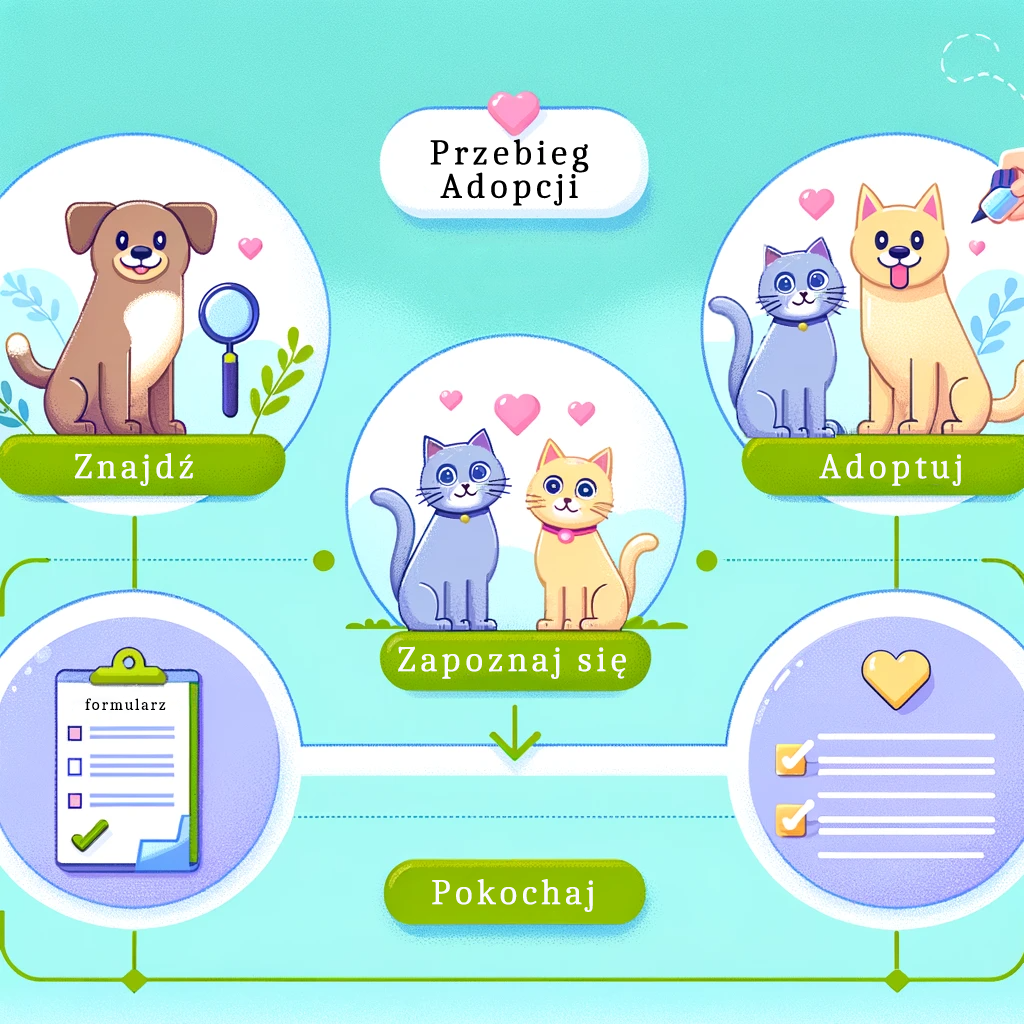 Przebieg
Adopcji
Znajdź
Adoptuj
Zapoznaj się
formularz
Pokochaj